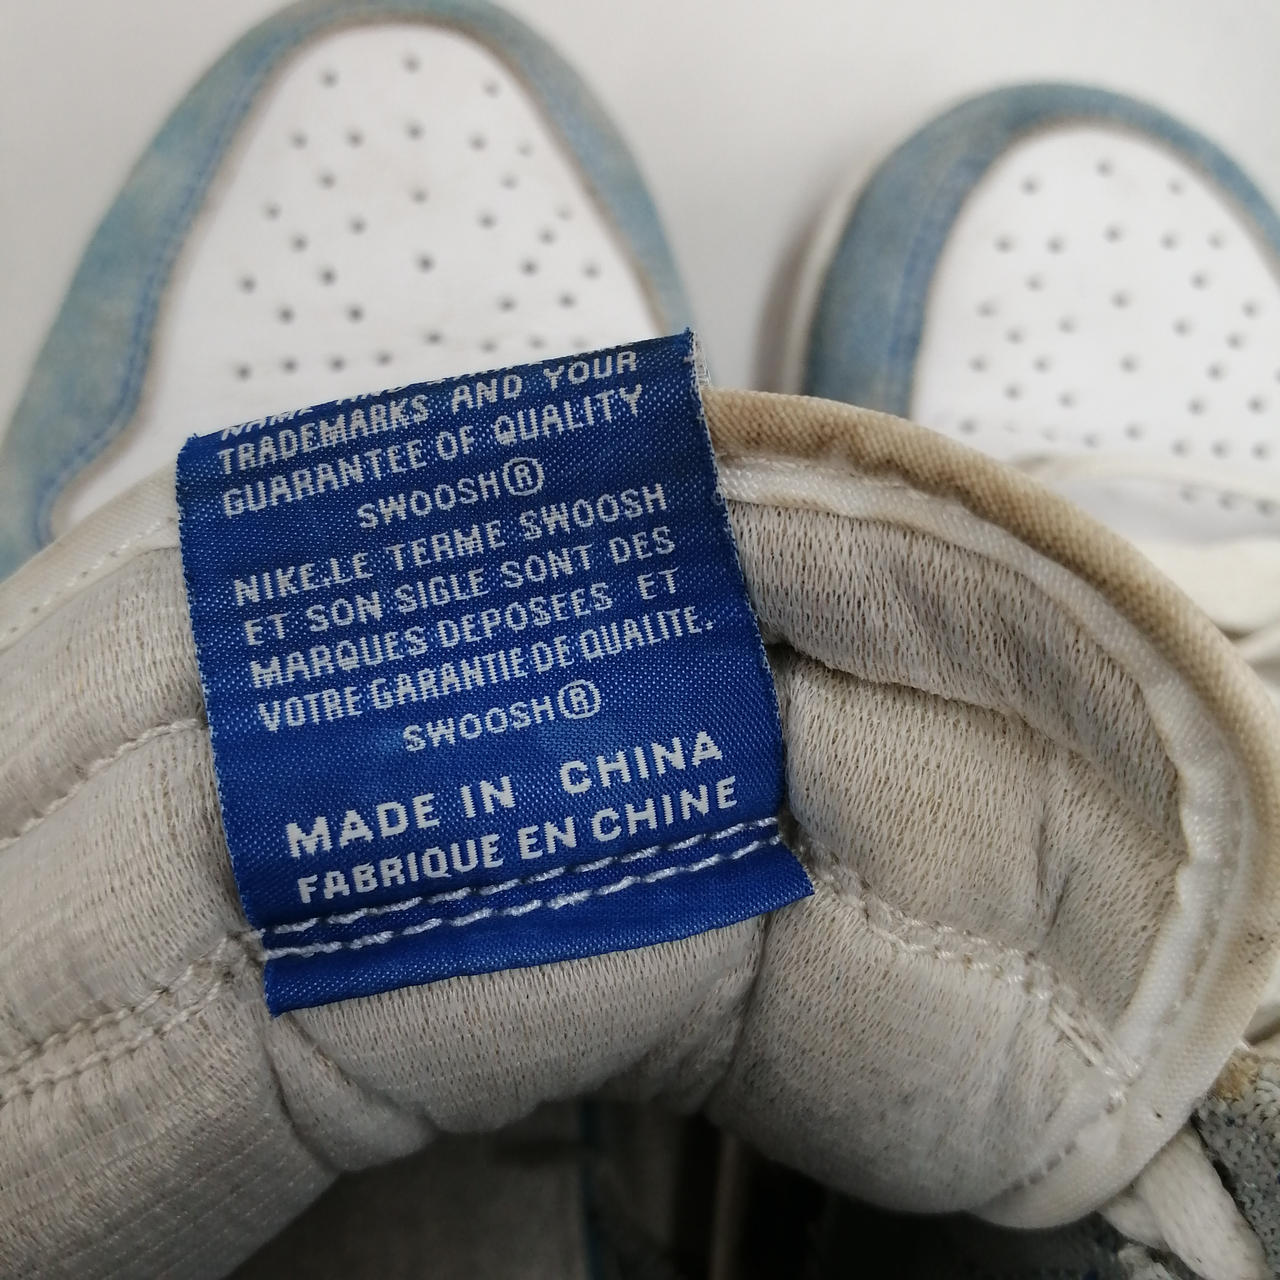 TRADEMARKS AND YOUR
GUARANTEE OF QUALITY
SWOOSH®
NIKE.LE TERME SWOOSH
ET SON SIGLE SONT DES
MARQUES DEPOSEES ET
VOTRE GARANTIE DE QUALITE.
SWOOSH®
MADE IN CHINA
FABRIQUE EN CHINE